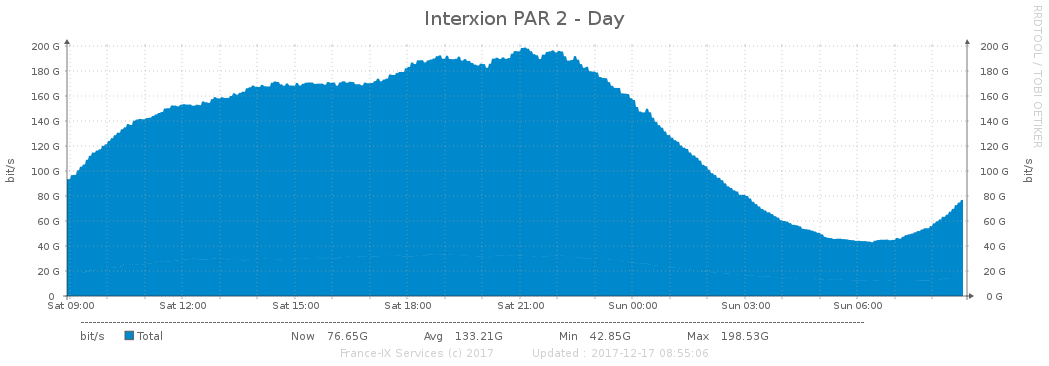 Interxion PAR 2 - Day
RRDTOOL / TOBI OETIKER
bit/s
bit/s
200 G 200 G
180 G 180 G
160 G 160 G
140 G 140 G
120 G 120 G
100 G 100 G
80 G 80 G
60 G 60 G
40 G 40 G
20 G 20 G
0 0 G
Sat 09:00 Sat 12:00 Sat 15:00 Sat 18:00 Sat 21:00 Sun 00:00 Sun 03:00 Sun 06:00
bit/s Total Now 76.65G Avg 133.21G Min 42.85G Max 198.53G
France-IX Services (c) 2017 Updated : 2017-12-17 08:55:06